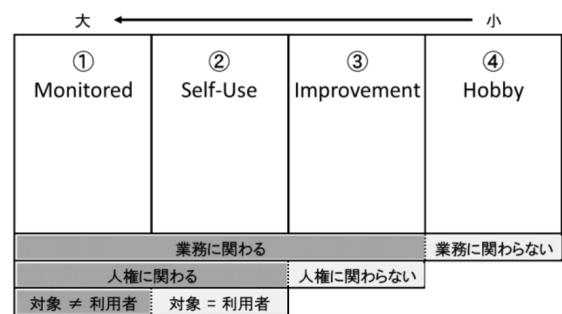 大 小
① ② ③ ④
Monitored Self-Use Improvement Hobby
業務に関わる 業務に関わらない
人権に関わる 人権に関わらない
対象 ≠ 利用者 対象 = 利用者